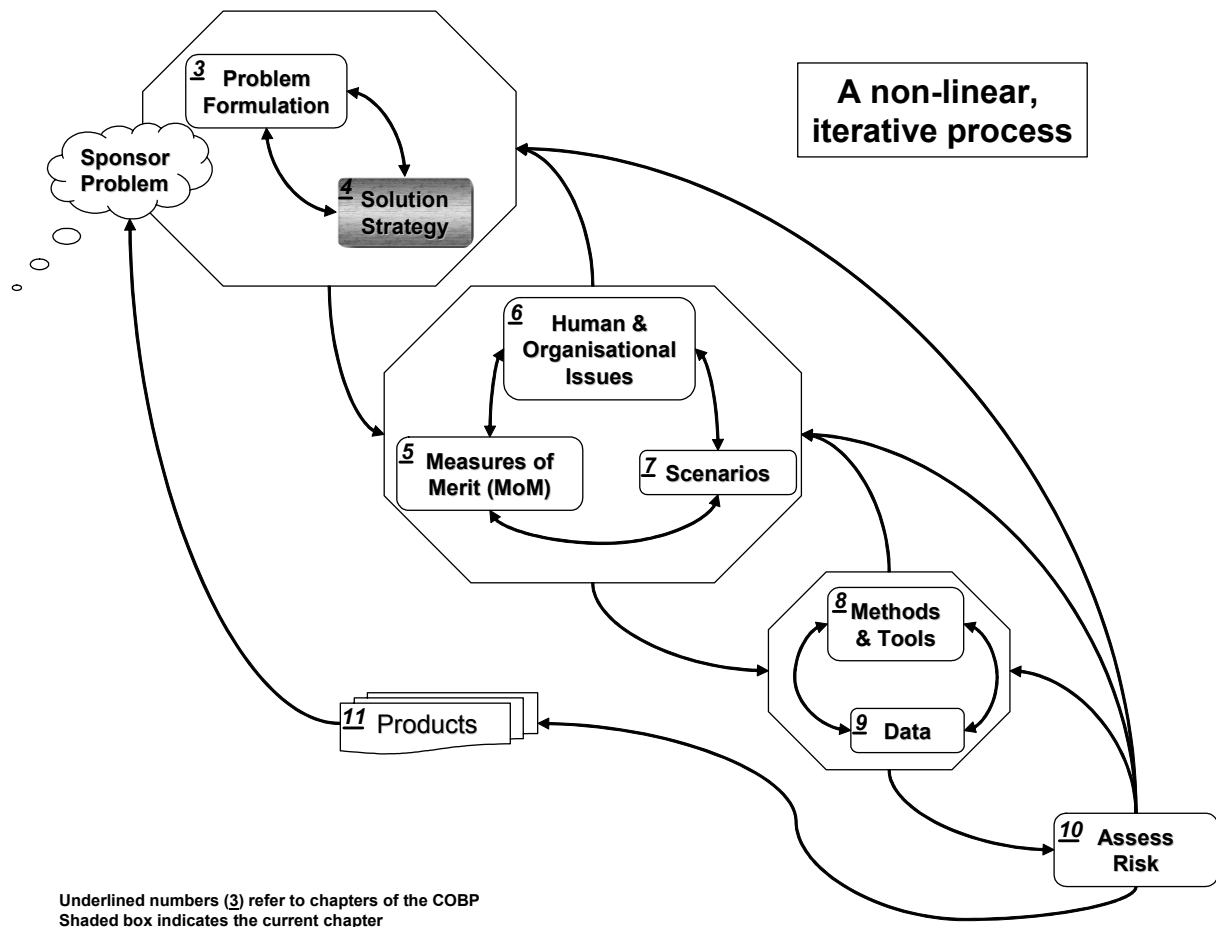 A non-linear,
iterative process
3
Problem
Formulation
Sponsor
Problem
4
Solution
Strategy
6
Human &
Organisational
Issues
5
Measures of
Merit (MoM)
7
Scenarios
8
Methods
& Tools
9
Data
11 Products
10
Assess
Risk
Underlined numbers (3) refer to chapters of the COBP
Shaded box indicates the current chapter